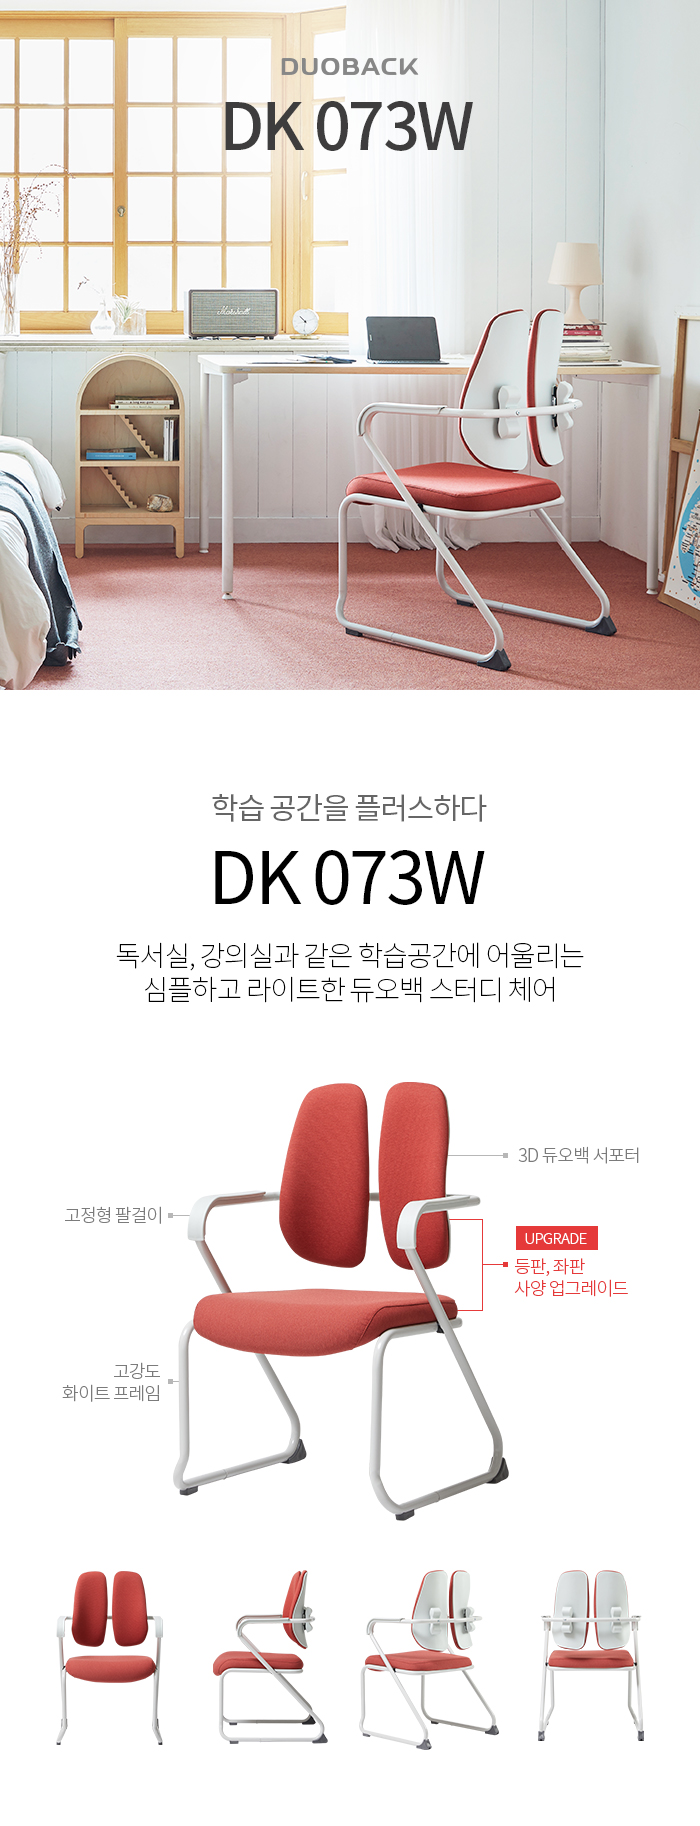 DUOBACK
DK 073W
Marshall
학습 공간을 플러스하다
DK 073W
독서실, 강의실과 같은 학습공간에 어울리는
심플하고 라이트한 듀오백 스터디 체어
3D 듀오백 서포터
고정형 팔걸이
UPGRADE
등판, 좌판
사양 업그레이드
고강도
화이트 프레임